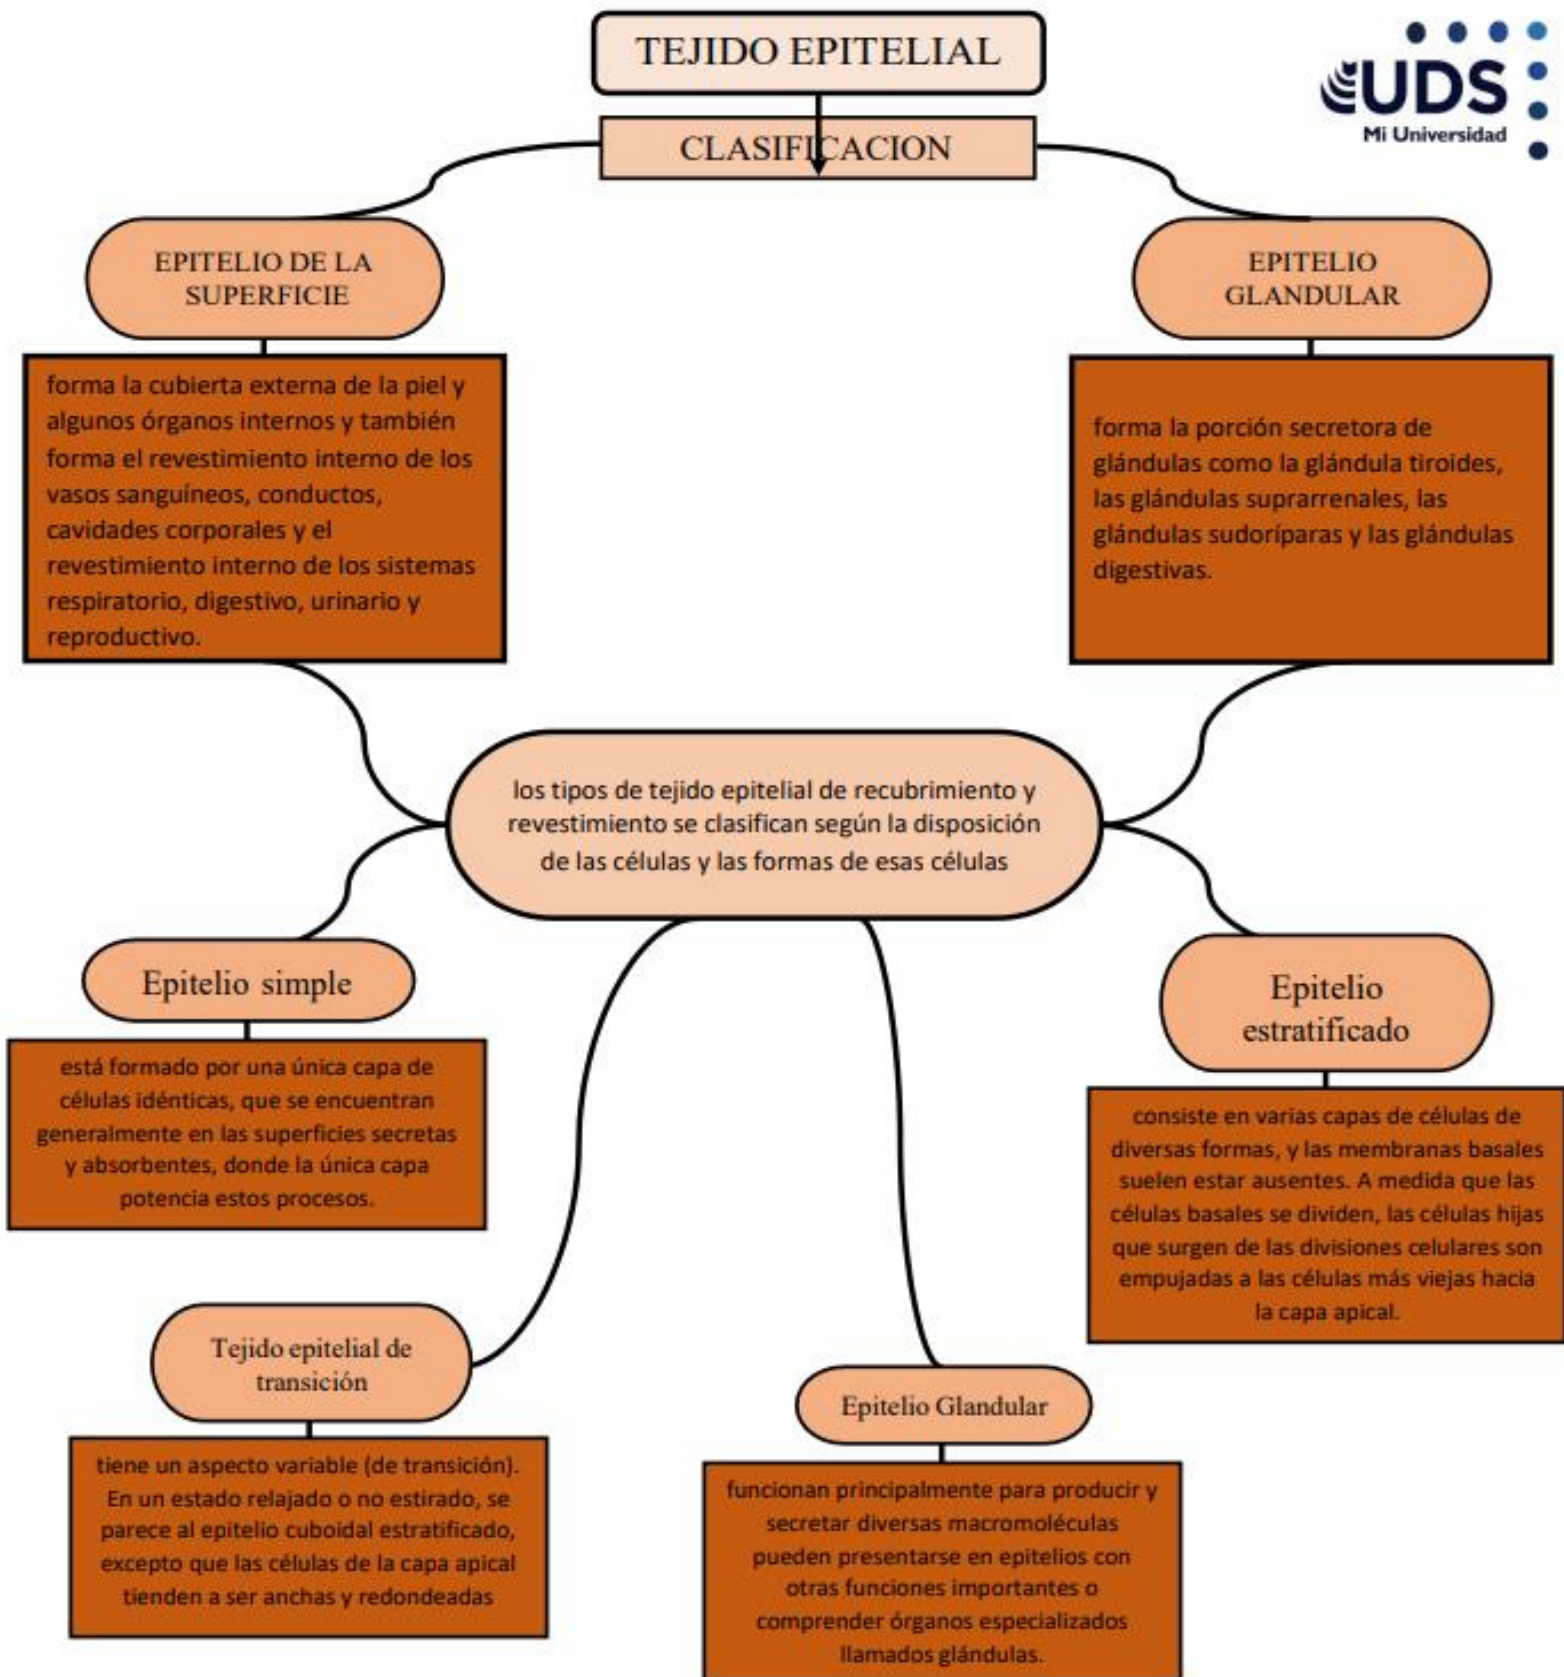 TEJIDO EPITELIAL
UDS
Mi Universidad
CLASIFICACION
EPITELIO DE LA
SUPERFICIE
EPITELIO
GLANDULAR
forma la cubierta externa de la piel y
algunos órganos internos y también
forma el revestimiento interno de los
vasos sanguíneos, conductos,
cavidades corporales y el
revestimiento interno de los sistemas
respiratorio, digestivo, urinario y
reproductivo.
forma la porción secretora de
glándulas como la glándula tiroides,
las glándulas suprarrenales, las
glándulas sudoríparas y las glándulas
digestivas.
los tipos de tejido epitelial de recubrimiento y
revestimiento se clasifican según la disposición
de las células y las formas de esas células
Epitelio simple
está formado por una única capa de
células idénticas, que se encuentran
generalmente en las superficies secretas
y absorbentes, donde la única capa
potencia estos procesos.
Epitelio
estratificado
consiste en varias capas de células de
diversas formas, y las membranas basales
suelen estar ausentes. A medida que las
células basales se dividen, las células hijas
que surgen de las divisiones celulares son
empujadas a las células más viejas hacia
la capa apical.
Tejido epitelial de
transición
tiene un aspecto variable (de transición).
En un estado relajado o no estirado, se
parece al epitelio cuboidal estratificado,
excepto que las células de la capa apical
tienden a ser anchas y redondeadas
Epitelio Glandular
funcionan principalmente para producir y
secretar diversas macromoléculas
pueden presentarse en epitelios con
otras funciones importantes o
comprender órganos especializados
llamados glándulas.